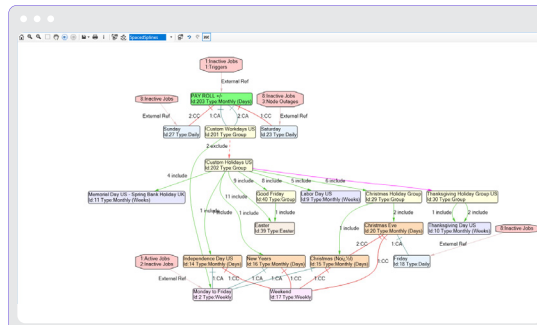 SpacedSplines
1 Inactive Jobs
1 Triggers
External Ref
6 Inactive Jobs
PAY ROLL +/-
Id:203 Type:Monthly (Days)
8 Inactive Jobs
3 Node Outages
External Ref
2:CC
1:CA
2:CA
1:CC
External Ref
Sunday
Id:27 Type:Daily
!Custom Workdays US
Id:201 Type:Group
Saturday
Id:23 Type:Daily
2 exclude
!Custom Holidays US
Id:202 Type:Group
4 include
9 include
8 include
5 include
6 include
Memorial Day US - Spring Bank Holiday UK
Id:11 Type:Monthly (Weeks)
11 include
Good Friday
Id:40 Type:Group
Labor Day US
Id:9 Type:Monthly (Weeks)
Christmas Holiday Group
Id:29 Type:Group
Thanksgiving Holiday Group US
Id:30 Type:Group
1 include
1 include
2 include
2 include
Easter
Id:39 Type:Easter
1 include
Christmas Eve
Id:20 Type:Monthly (Days)
Thanksgiving Day US
Id:10 Type:Monthly (Weeks)
8 Inactive Jobs
2:CC
1:CA
1:CC
External Ref
1 Active Jobs
2 Inactive Jobs
Independence Day US
Id:14 Type:Monthly (Days)
New Years
Id:16 Type:Monthly (Days)
Id:15 Type:Monthly (Days)
Friday
Id:18 Type:Daily
External Ref
1:CA
1:CC
1:CA
1:CC
1:CA
1:CC
Monday to Friday
Id:2 Type:Weekly
Weekend
Id:17 Type:Weekly